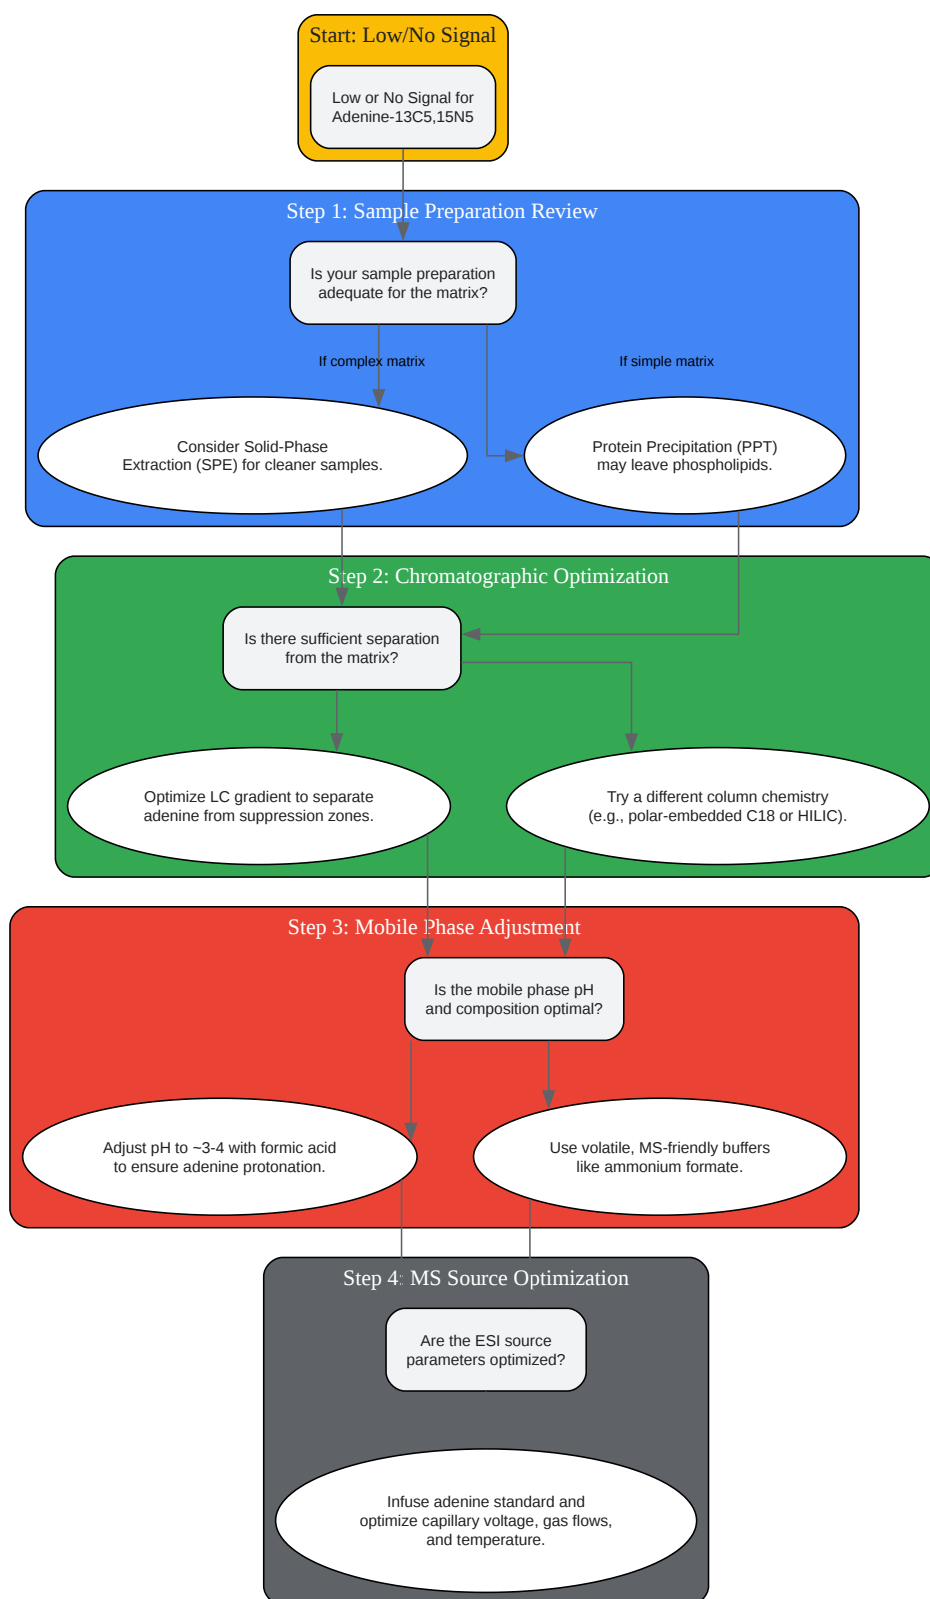 Start: Low/No Signal
Low or No Signal for
Adenine-13C5,15N5
Step 1: Sample Preparation Review
Is your sample preparation
adequate for the matrix?
If complex matrix
If simple matrix
Consider Solid-Phase
Extraction (SPE) for cleaner samples.
Protein Precipitation (PPT)
may leave phospholipids.
Step 2: Chromatographic Optimization
Is there sufficient separation
from the matrix?
Optimize LC gradient to separate
adenine from suppression zones.
Try a different column chemistry
(e.g., polar-embedded C18 or HILIC).
Step 3: Mobile Phase Adjustment
Is the mobile phase pH
and composition optimal?
Adjust pH to ~3-4 with formic acid
to ensure adenine protonation.
Use volatile, MS-friendly buffers
like ammonium formate.
Step 4: MS Source Optimization
Are the ESI source
parameters optimized?
Infuse adenine standard and
optimize capillary voltage, gas flows,
and temperature.